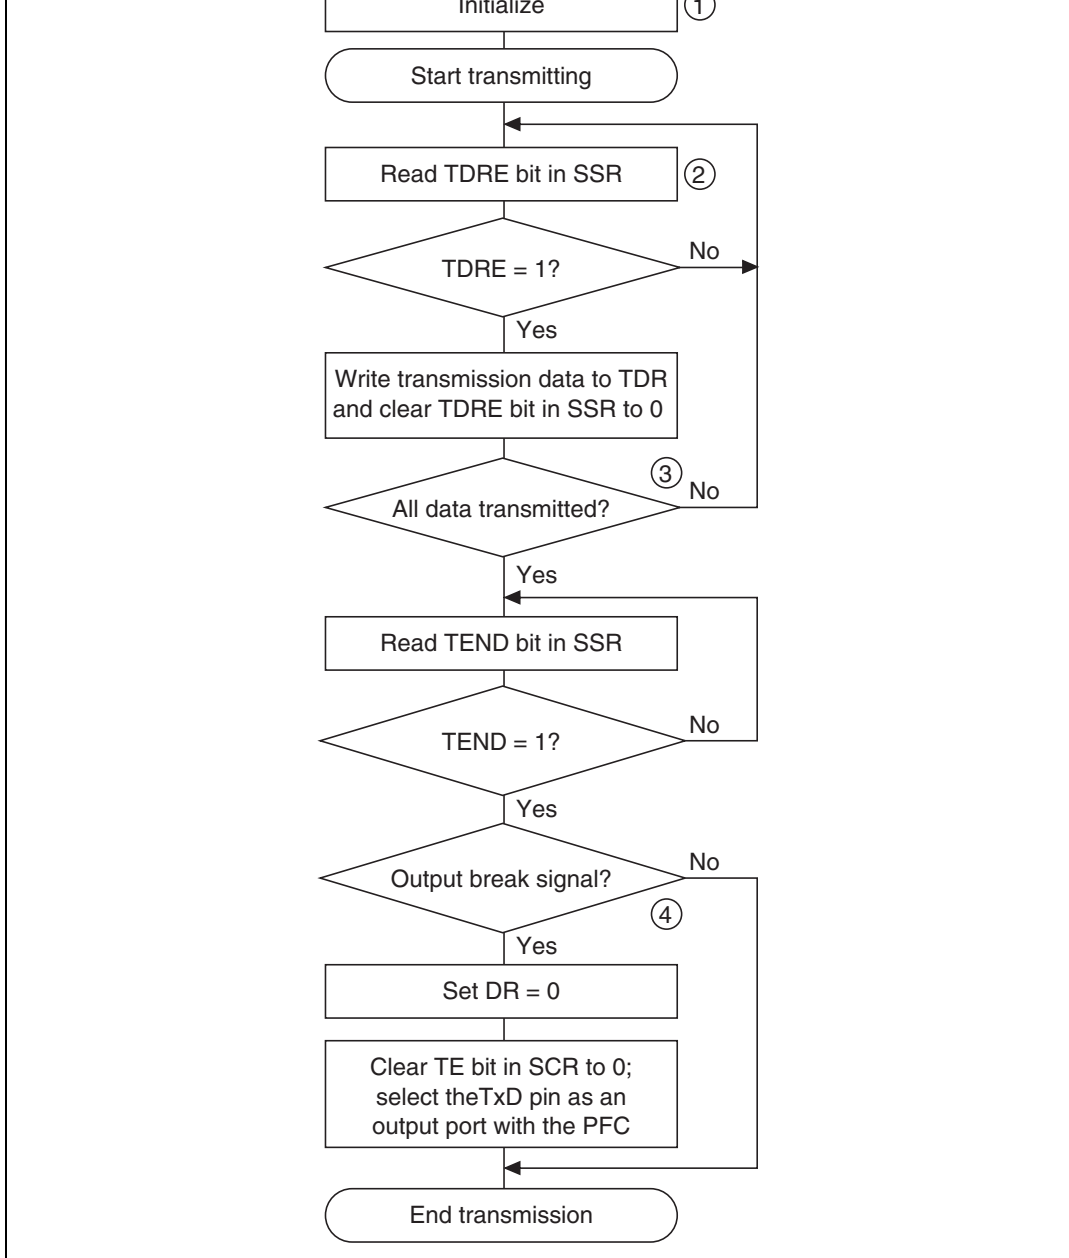 Initialize
①
Start transmitting
Read TDRE bit in SSR
②
TDRE = 1?
No
Yes
Write transmission data to TDR
and clear TDRE bit in SSR to 0
③
All data transmitted?
No
Yes
Read TEND bit in SSR
TEND = 1?
No
Yes
Output break signal?
No
④
Yes
Set DR = 0
Clear TE bit in SCR to 0;
select theTxD pin as an
output port with the PFC
End transmission